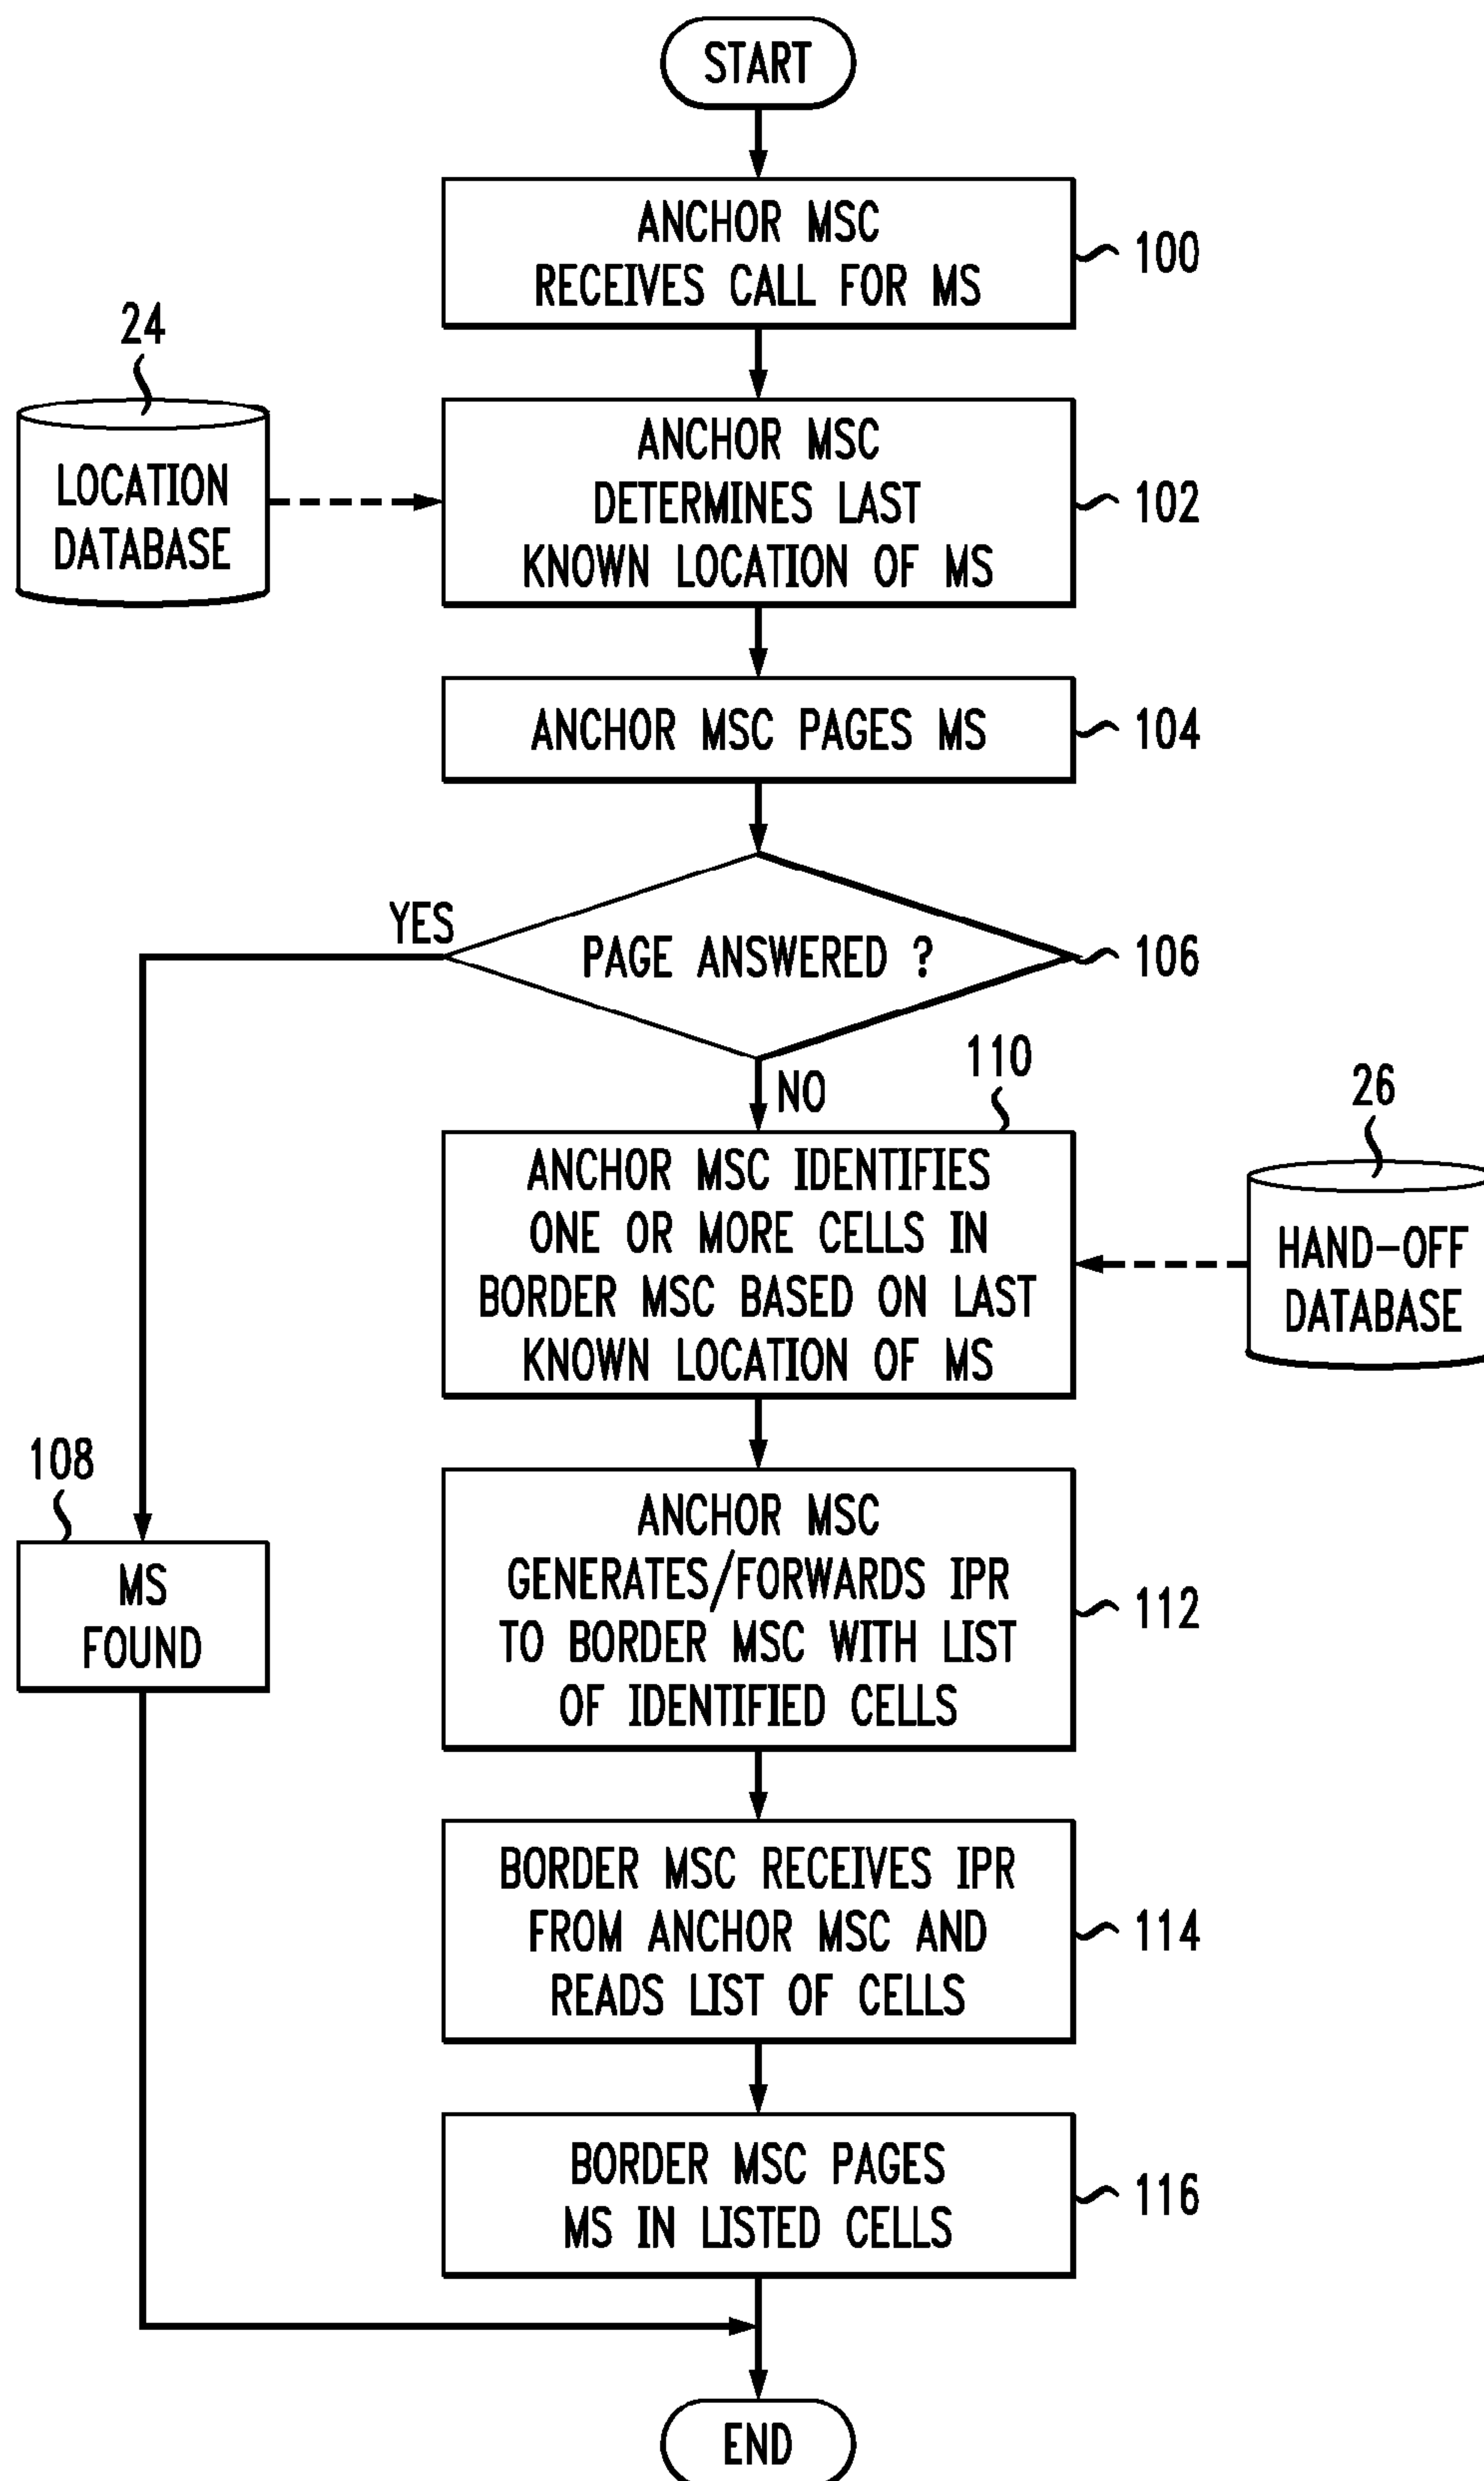 START
ANCHOR MSC
RECEIVES CALL FOR MS
100
24
LOCATION
DATABASE
ANCHOR MSC
DETERMINES LAST
KNOWN LOCATION OF MS
102
ANCHOR MSC PAGES MS
104
YES
PAGE ANSWERED ?
106
NO
110
26
ANCHOR MSC IDENTIFIES
ONE OR MORE CELLS IN
BORDER MSC BASED ON LAST
KNOWN LOCATION OF MS
HAND-OFF
DATABASE
108
MS
FOUND
ANCHOR MSC
GENERATES/FORWARDS IPR
TO BORDER MSC WITH LIST
OF IDENTIFIED CELLS
112
BORDER MSC RECEIVES IPR
FROM ANCHOR MSC AND
READS LIST OF CELLS
114
BORDER MSC PAGES
MS IN LISTED CELLS
116
END